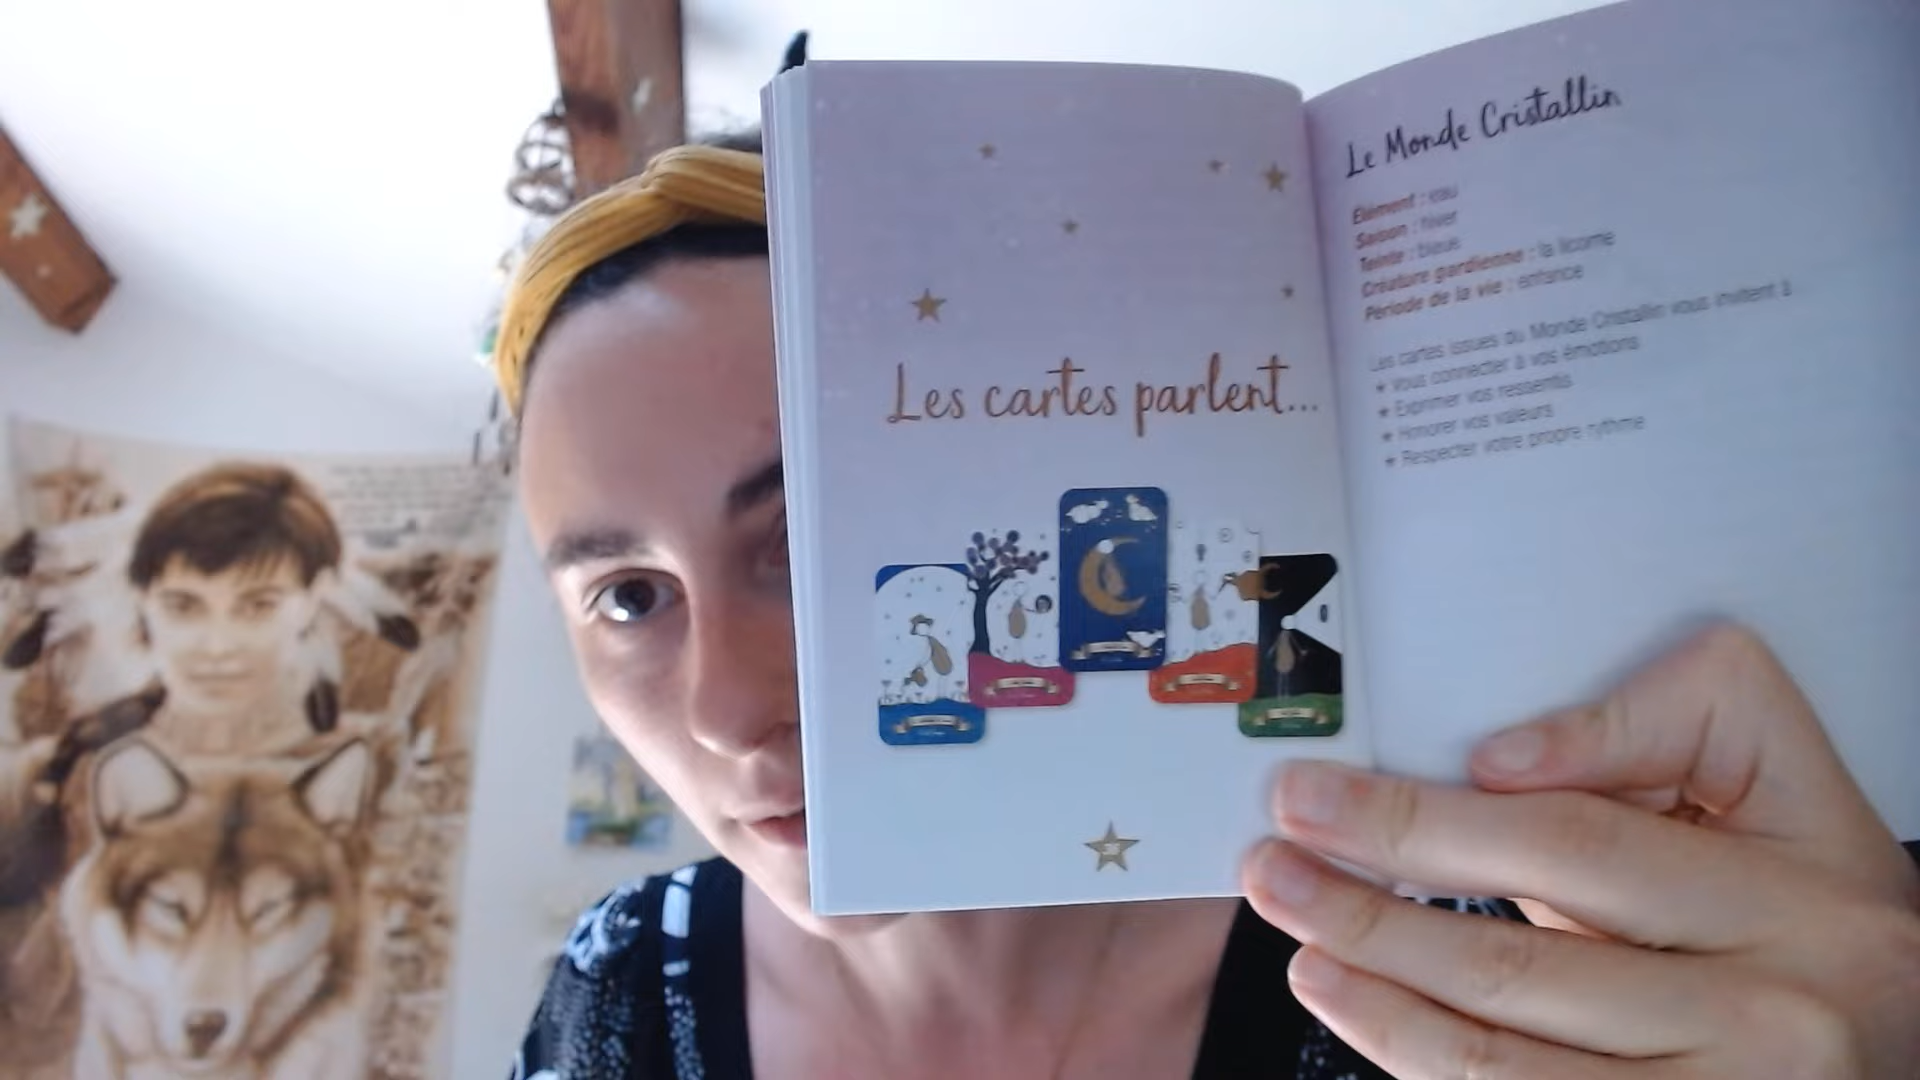 Les cartes parlent...
Le Monde Cristallin
Élément : eau
Saison : hiver
Teinte : bleue
Créature gardienne : la licorne
Période de la vie : enfance
Les cartes issues du Monde Cristallin vous invitent à
★ Vous connecter à vos émotions
★ Exprimer vos ressentis
★ Honorer vos valeurs
★ Respecter votre propre rythme